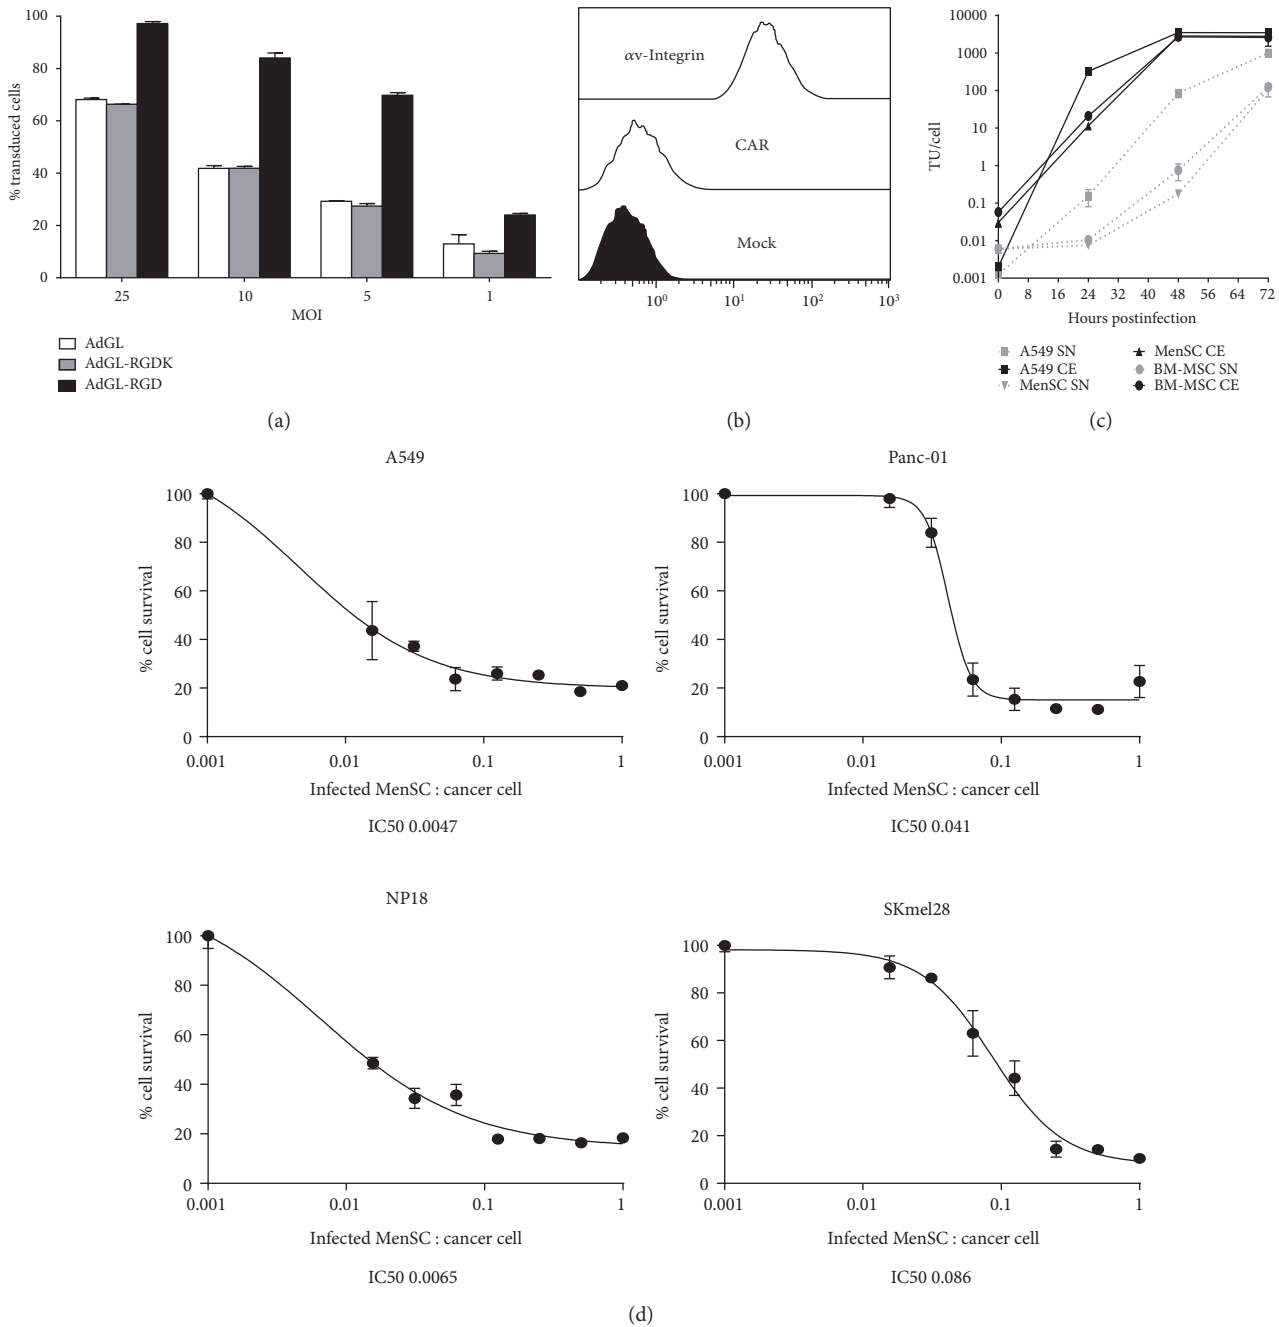 100
80
60
40
20
0
% transduced cells
25
10
5
1
MOI
AdGL
AdGL-RGDK
AdGL-RGD
(a)
αv-Integrin
CAR
Mock
10⁰
10¹
10²
10³
(b)
10000
1000
100
10
1
0.1
0.01
0.001
TU/cell
0 8 16 24 32 40 48 56 64 72
Hours postinfection
A549 SN
A549 CE
MenSC SN
MenSC CE
BM-MSC SN
BM-MSC CE
(c)
A549
100
80
60
40
20
0
% cell survival
0.001 0.01 0.1 1
Infected MenSC : cancer cell
IC50 0.0047
Panc-01
100
80
60
40
20
0
% cell survival
0.001 0.01 0.1 1
Infected MenSC : cancer cell
IC50 0.041
NP18
100
80
60
40
20
0
% cell survival
0.001 0.01 0.1 1
Infected MenSC : cancer cell
IC50 0.0065
SKmel28
100
80
60
40
20
0
% cell survival
0.001 0.01 0.1 1
Infected MenSC : cancer cell
IC50 0.086
(d)